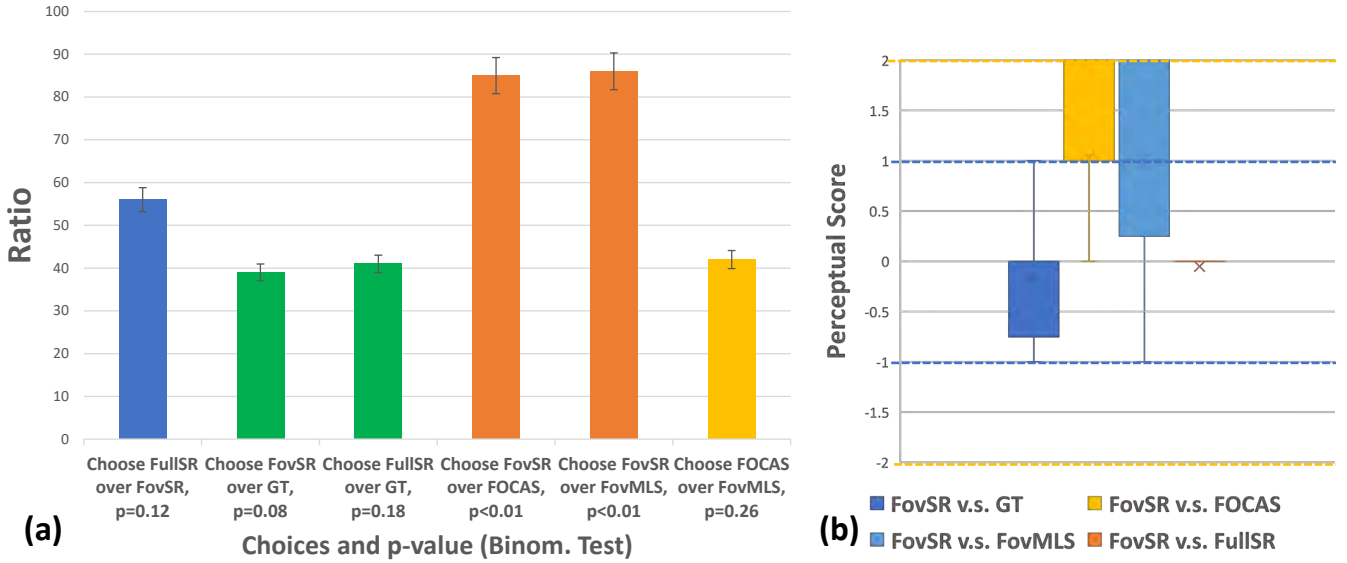 100
90
80
70
60
50
40
30
20
10
0
Ratio
Choose FullSR
over FovSR,
p=0.12
Choose FovSR
over GT,
p=0.08
Choose FullSR
over GT,
p=0.18
Choose FovSR
over FOCAS,
p<0.01
Choose FovSR
over FovMLS,
p<0.01
Choose FOCAS
over FovMLS,
p=0.26
(a)
Choices and p-value (Binom. Test)
2
1.5
1
0.5
0
-0.5
-1
-1.5
-2
Perceptual Score
FovSR v.s. GT
FovSR v.s. FOCAS
FovSR v.s. FovMLS
FovSR v.s. FullSR
(b)